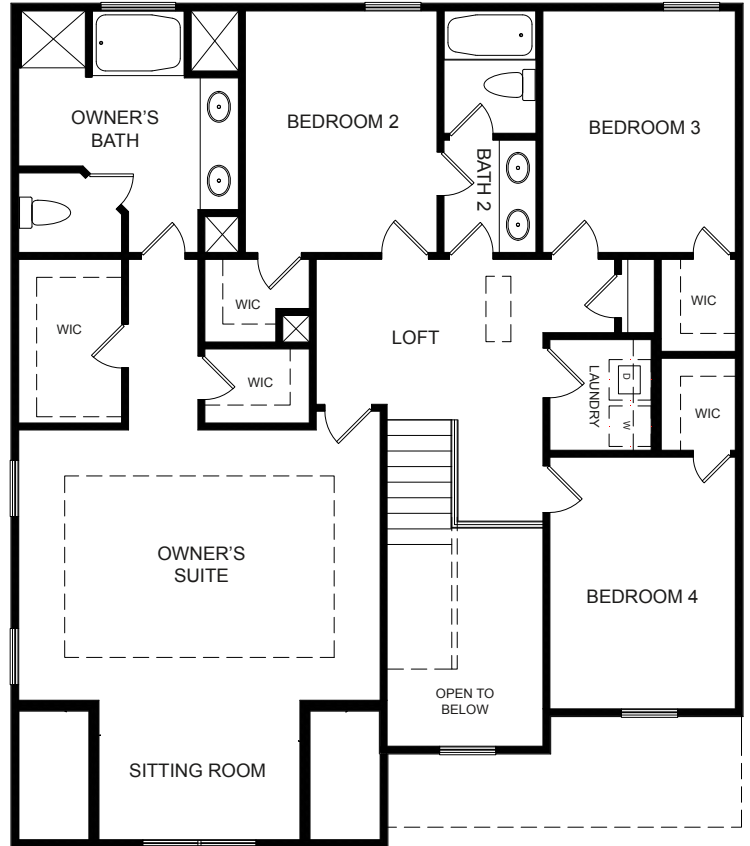 OWNER'S
BATH
BEDROOM 2
BATH 2
BEDROOM 3
WIC
WIC
WIC
LOFT
WIC
LAUNDRY
D
W
WIC
OWNER'S
SUITE
BEDROOM 4
OPEN TO
BELOW
SITTING ROOM